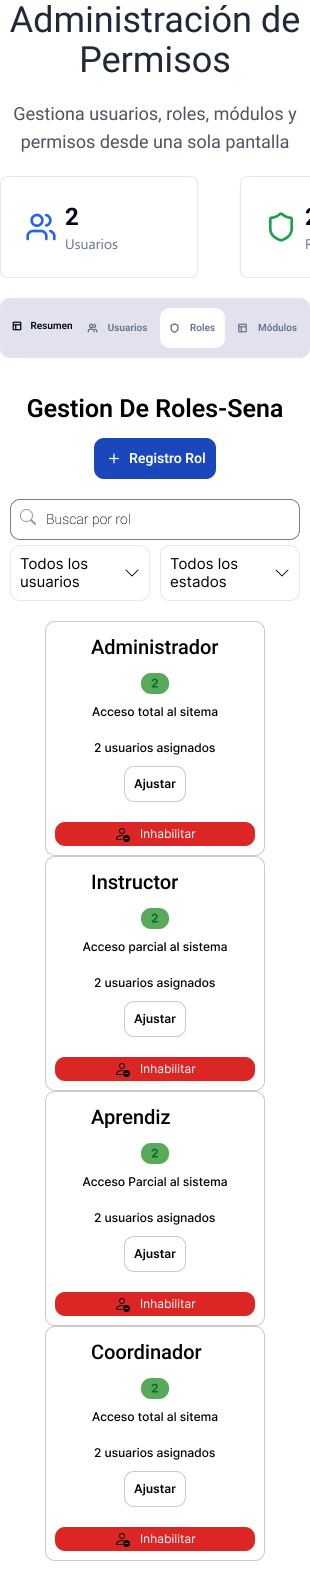 Administración de
Permisos
Gestiona usuarios, roles, módulos y
permisos desde una sola pantalla
2
Usuarios
Resumen Usuarios Roles Módulos
Gestion De Roles-Sena
+ Registro Rol
Buscar por rol
Todos los
usuarios
Todos los
estados
Administrador
2
Acceso total al sitema
2 usuarios asignados
Ajustar
Inhabilitar
Instructor
2
Acceso parcial al sistema
2 usuarios asignados
Ajustar
Inhabilitar
Aprendiz
2
Acceso Parcial al sistema
2 usuarios asignados
Ajustar
Inhabilitar
Coordinador
2
Acceso total al sitema
2 usuarios asignados
Ajustar
Inhabilitar